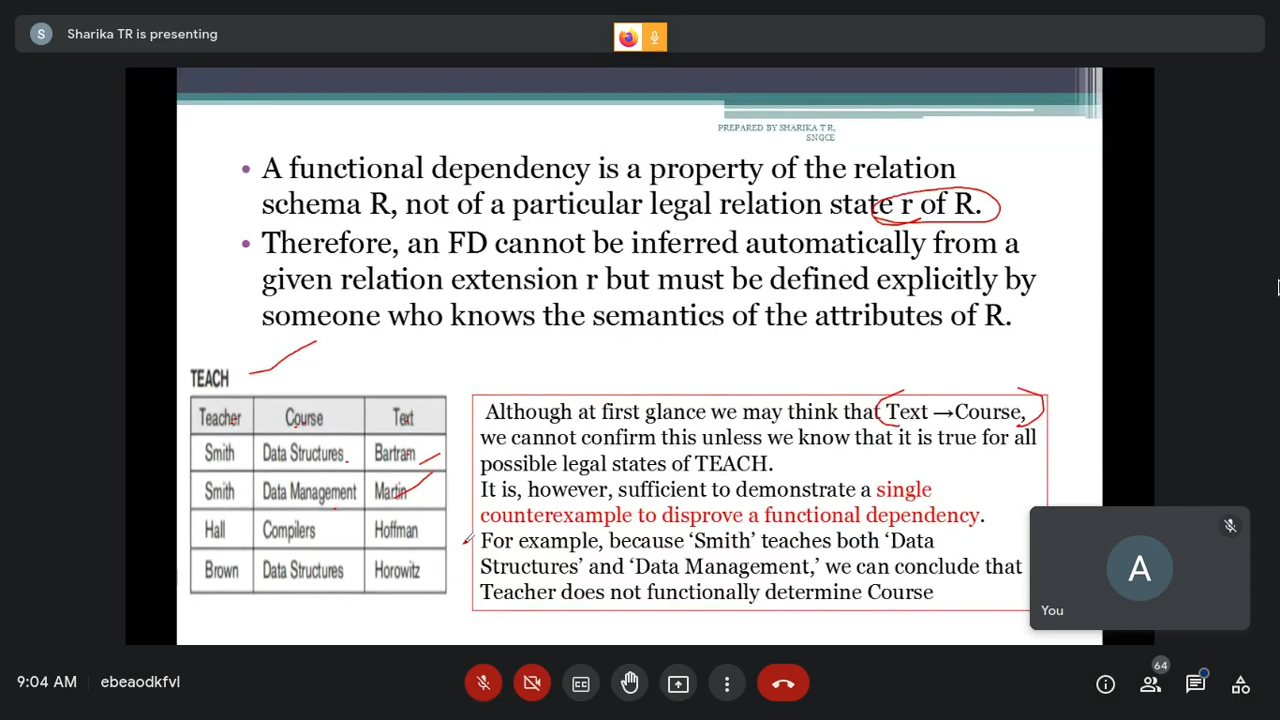 S Sharika TR is presenting
PREPARED BY SHARIKA T R,
SNGCE
• A functional dependency is a property of the relation
schema R, not of a particular legal relation state r of R.
• Therefore, an FD cannot be inferred automatically from a
given relation extension r but must be defined explicitly by
someone who knows the semantics of the attributes of R.
TEACH
Teacher Course Text
Smith Data Structures Bartram
Smith Data Management Martin
Hall Compilers Hoffman
Brown Data Structures Horowitz
Although at first glance we may think that Text →Course,
we cannot confirm this unless we know that it is true for all
possible legal states of TEACH.
It is, however, sufficient to demonstrate a single
counterexample to disprove a functional dependency.
For example, because ‘Smith’ teaches both ‘Data
Structures’ and ‘Data Management,’ we can conclude that
Teacher does not functionally determine Course
A
You
9:04 AM ebeaodkfvl
CC
64